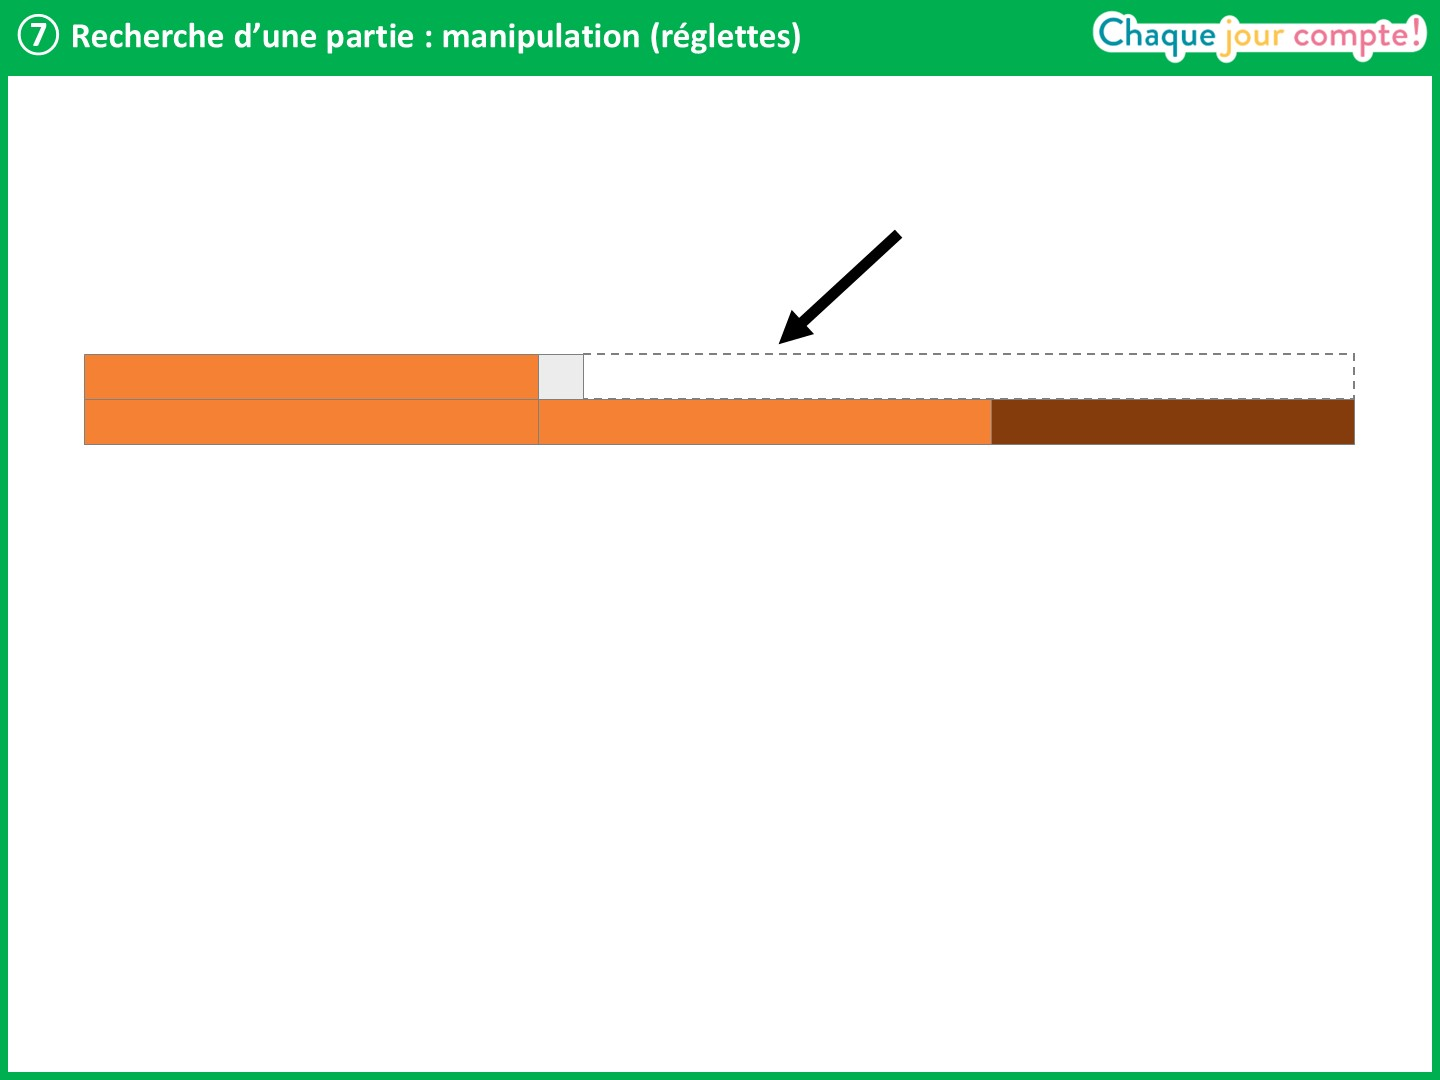 ⑦ Recherche d’une partie : manipulation (réglettes)
Chaque jour compte!